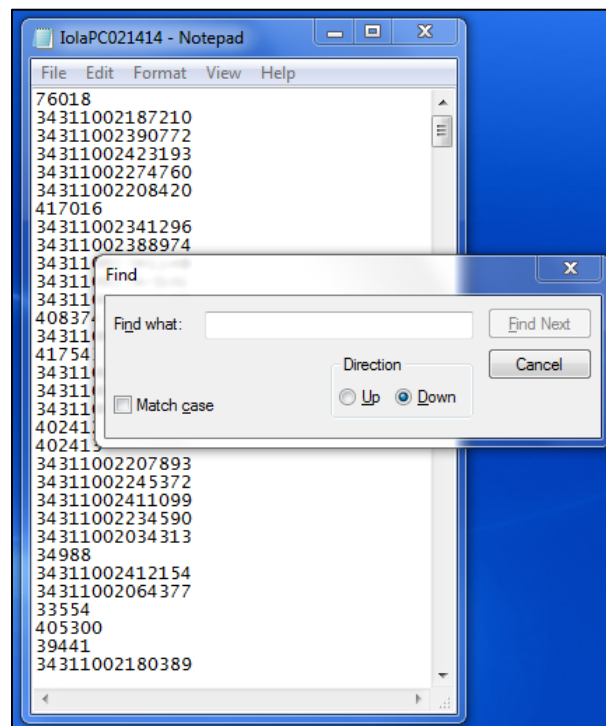 IolaPC021414 - Notepad
File Edit Format View Help
76018
34311002187210
34311002390772
34311002423193
34311002274760
34311002208420
417016
34311002341296
34311002388974
Find
Find what:
Find Next
Direction
Cancel
Up Down
Match case
34311002207893
34311002245372
34311002411099
34311002234590
34311002034313
34988
34311002412154
34311002064377
33554
405300
39441
34311002180389